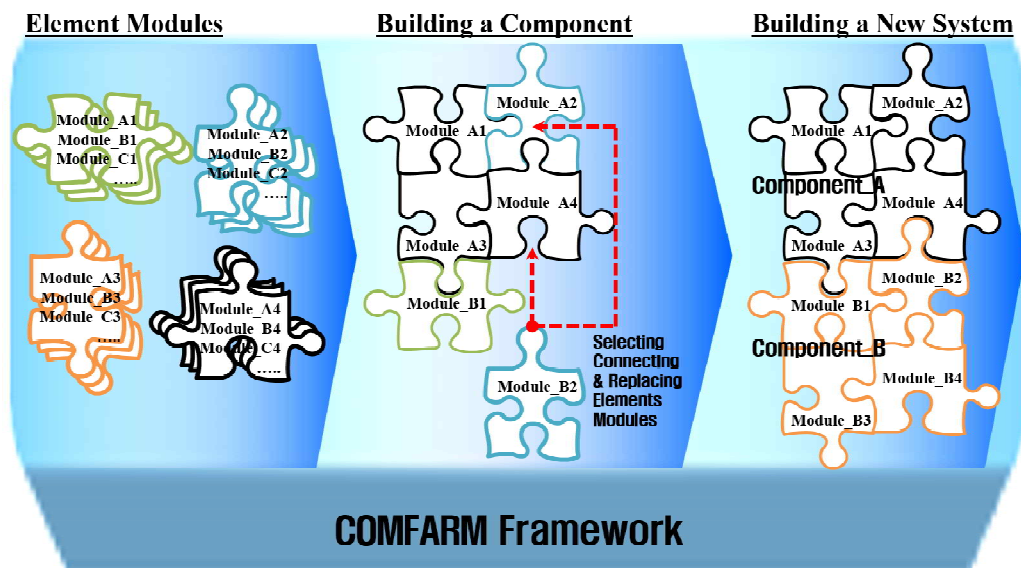 Element Modules
Building a Component
Building a New System
Module_A1
Module_B1
Module_C1
.....
Module_A2
Module_B2
Module_C2
.....
Module_A3
Module_B3
Module_C3
.....
Module_A4
Module_B4
Module_C4
.....
Module_A2
Module_A1
Module_A4
Module_A3
Module_B1
Module_B2
Selecting
Connecting
& Replacing
Elements
Modules
Module_A2
Module_A1
Component_A
Module_A4
Module_A3
Module_B2
Module_B1
Component_B
Module_B4
Module_B3
COMFARM Framework